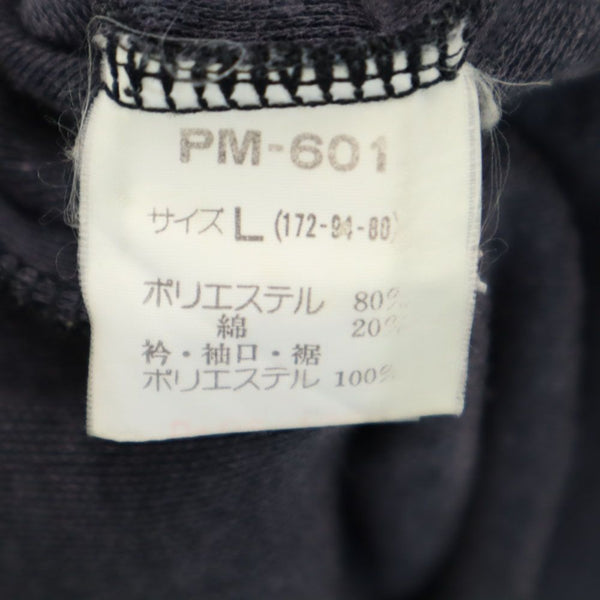 PM-601
サイズ L (172-94-80)
ポリエステル 80%
綿 20%
衿・袖口・裾
ポリエステル 100%